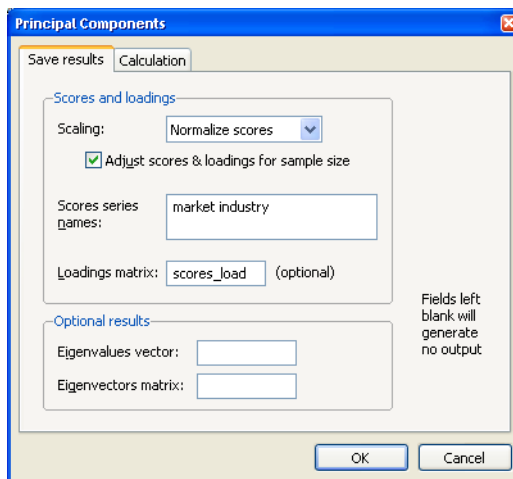 Principal Components
Save results
Calculation
Scores and loadings
Scaling:
Normalize scores
Adjust scores & loadings for sample size
Scores series
names:
market industry
Loadings matrix:
scores_load
(optional)
Fields left
blank will
generate
no output
Optional results
Eigenvalues vector:
Eigenvectors matrix:
OK
Cancel